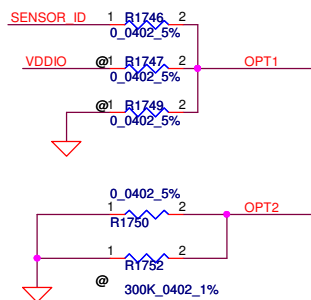 SENSOR_ID 1 R1746 2
0_0402_5%
VDDIO @1 R1747 2 OPT1
0_0402_5%
@1 R1749 2
0_0402_5%
0_0402_5%
1 2 OPT2
R1750
1 2
R1752
@ 300K_0402_1%